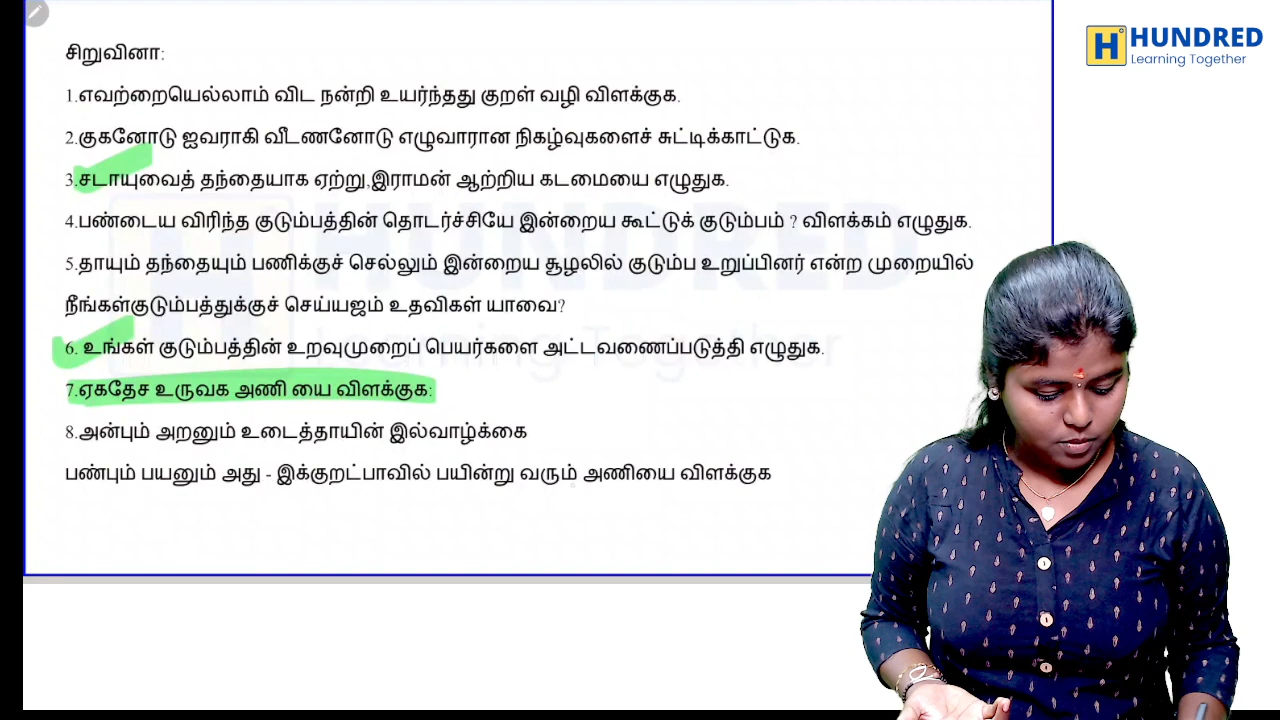 சிறுவினா:
1.எவற்றையெல்லாம் விட நன்றி உயர்ந்தது குறள் வழி விளக்குக.
2.குகனோடு ஐவராகி வீடணனோடு எழுவாரான நிகழ்வுகளைச் சுட்டிக்காட்டுக.
3.சடாயுவைத் தந்தையாக ஏற்று,இராமன் ஆற்றிய கடமையை எழுதுக.
4.பண்டைய விரிந்த குடும்பத்தின் தொடர்ச்சியே இன்றைய கூட்டுக் குடும்பம் ? விளக்கம் எழுதுக.
5.தாயும் தந்தையும் பணிக்குச் செல்லும் இன்றைய சூழலில் குடும்ப உறுப்பினர் என்ற முறையில்
நீங்கள்குடும்பத்துக்குச் செய்யஜம் உதவிகள் யாவை?
6. உங்கள் குடும்பத்தின் உறவுமுறைப் பெயர்களை அட்டவணைப்படுத்தி எழுதுக.
7.ஏகதேச உருவக அணி யை விளக்குக:
8.அன்பும் அறனும் உடைத்தாயின் இல்வாழ்க்கை
பண்பும் பயனும் அது - இக்குறட்பாவில் பயின்று வரும் அணியை விளக்குக
H HUNDRED
Learning Together
HUNDRED
Learning Together